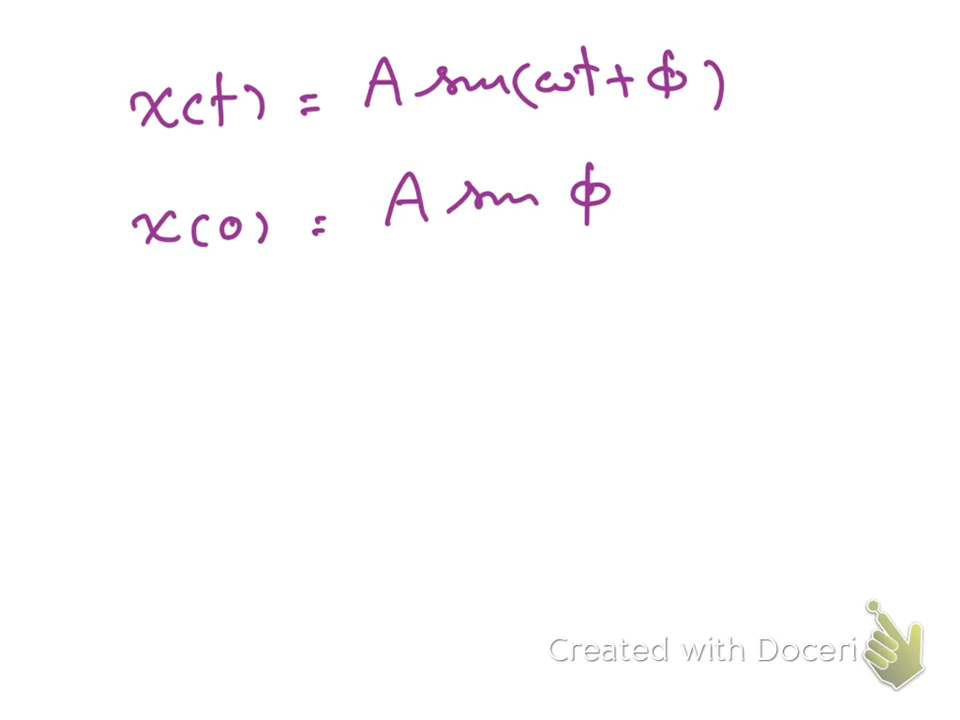 x(t) = A sin(ωt + ϕ)
x(0) = A sin ϕ
Created with Doceri